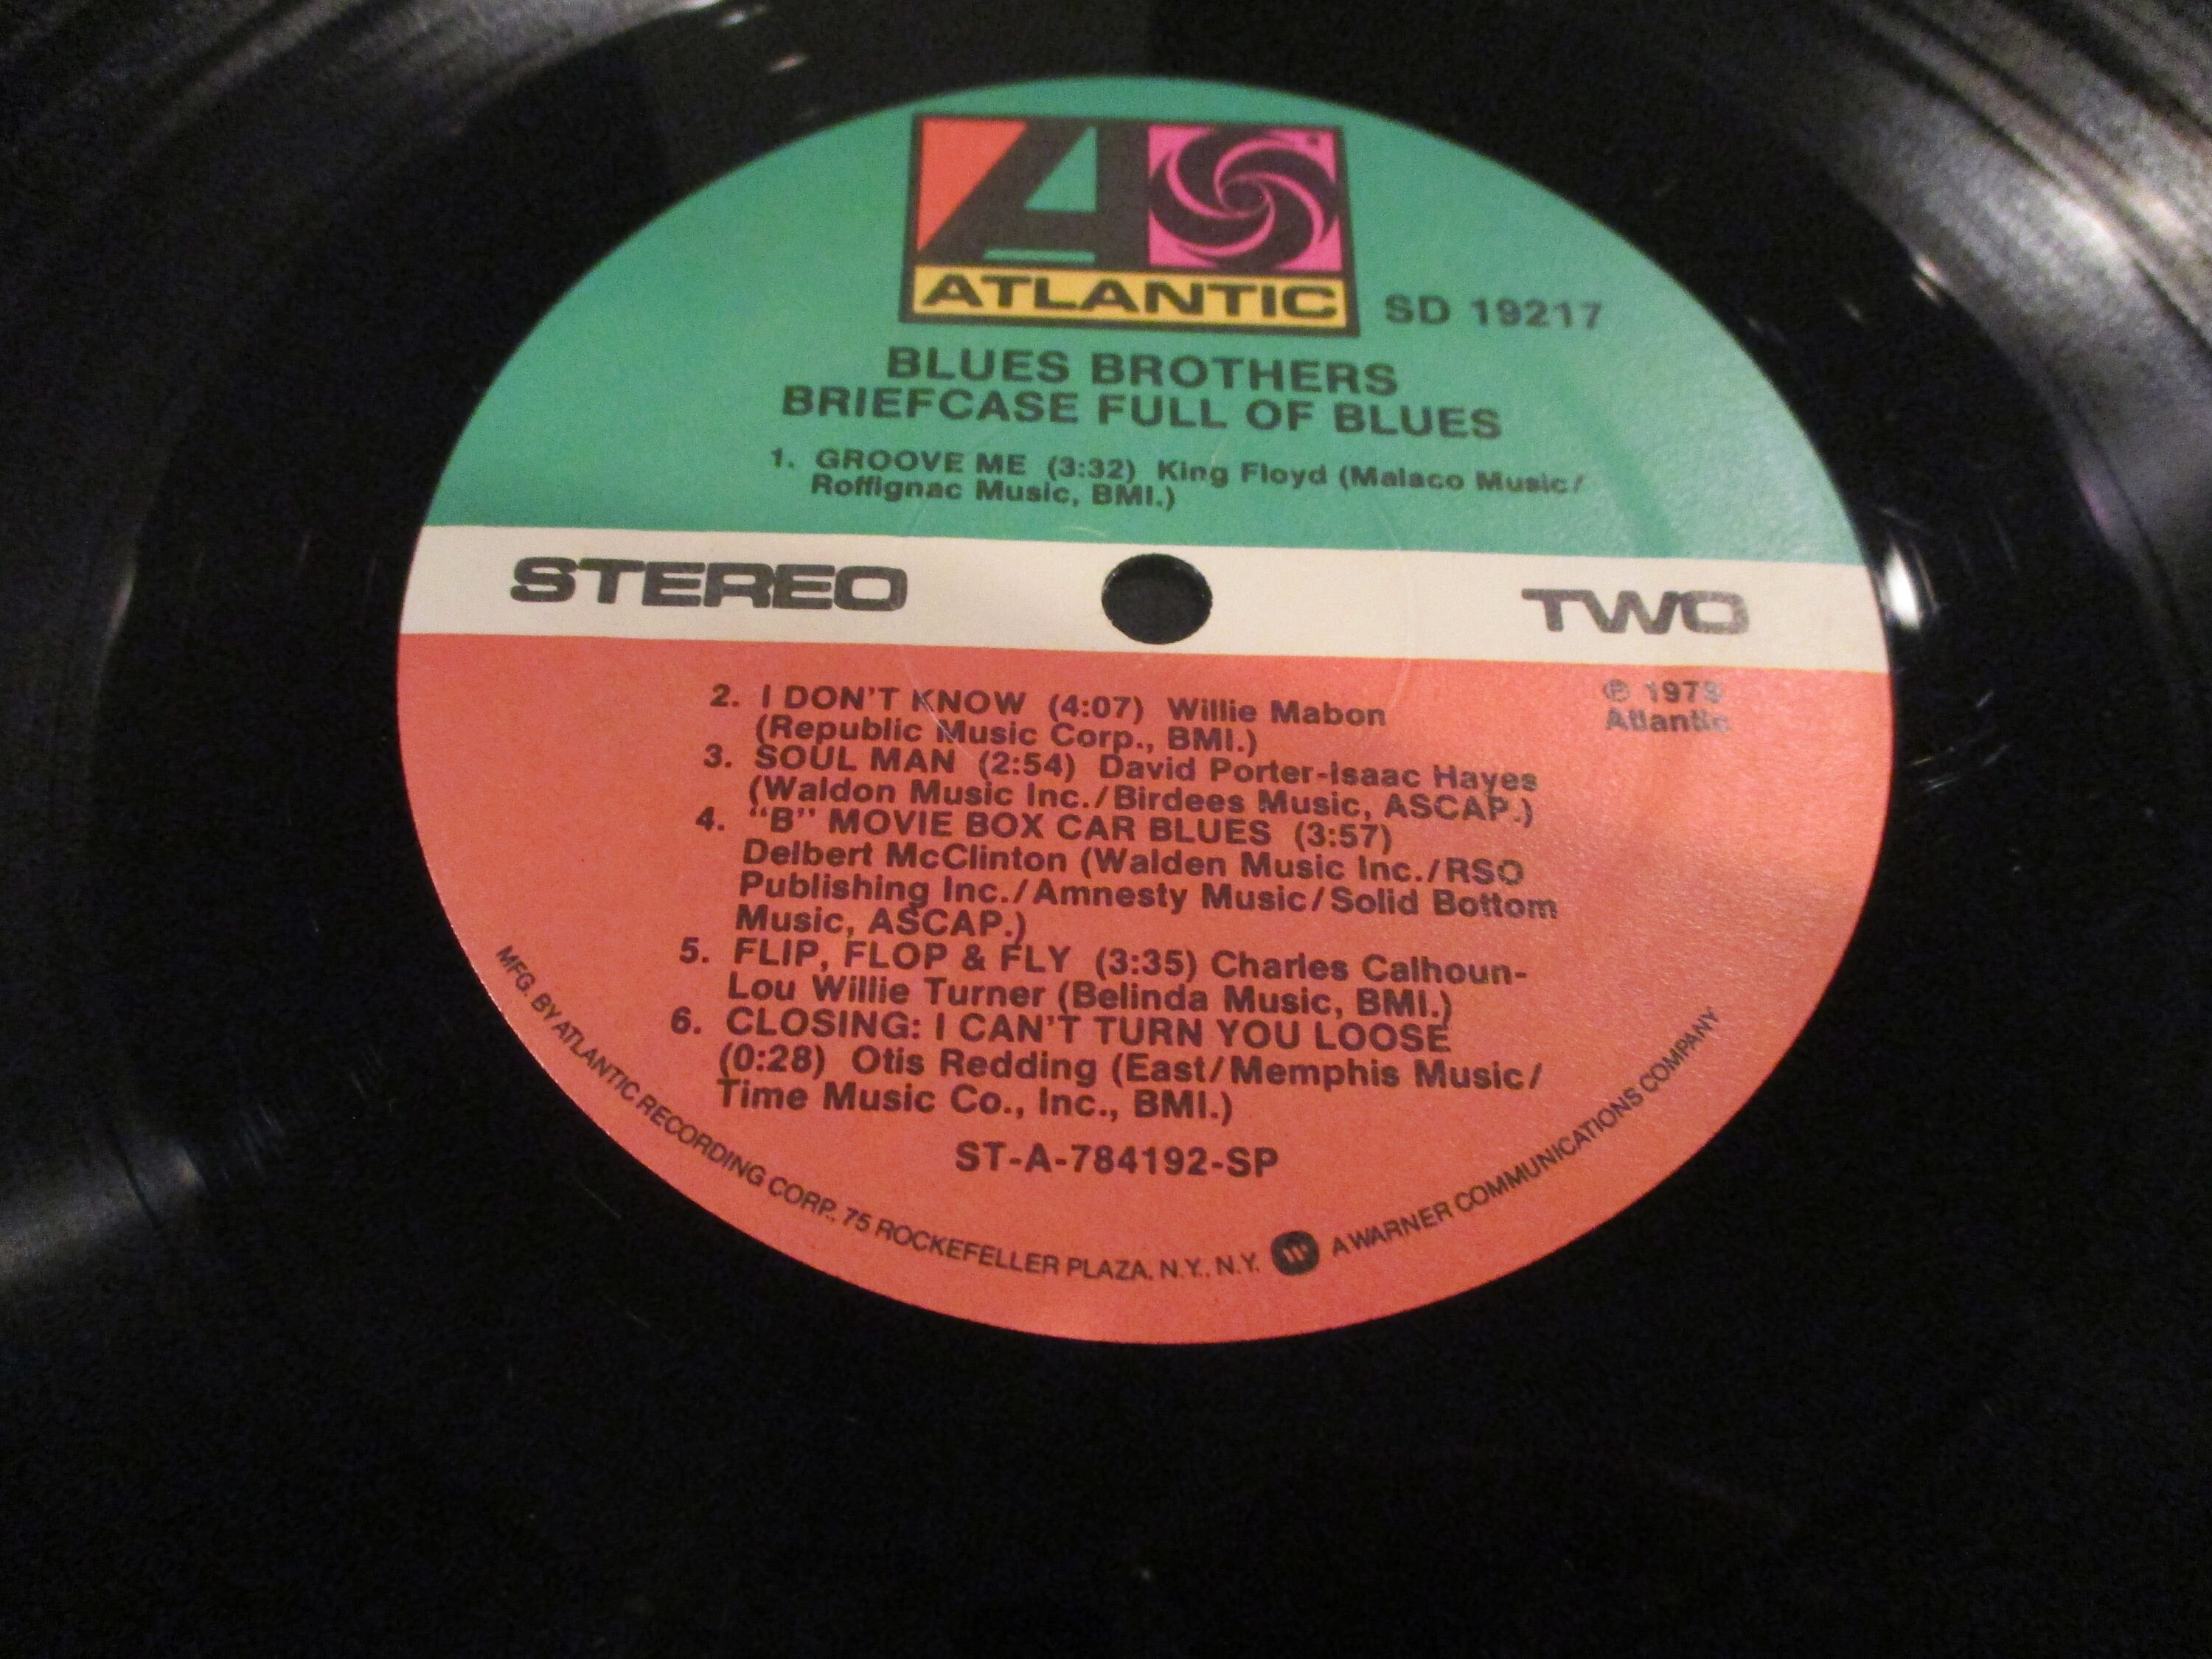 ATLANTIC
SD 19217
BLUES BROTHERS
BRIEFCASE FULL OF BLUES
1. GROOVE ME (3:32) King Floyd (Malaco Music/
Roffignac Music, BMI.)
STEREO
TWO
2. I DON'T KNOW (4:07) Willie Mabon
(Republic Music Corp., BMI.)
℗ 1978
Atlantic
3. SOUL MAN (2:54) David Porter-Isaac Hayes
(Waldon Music Inc./Birdees Music, ASCAP.)
4. "B" MOVIE BOX CAR BLUES (3:57)
Delbert McClinton (Walden Music Inc./RSO
Publishing Inc./Amnesty Music/Solid Bottom
Music, ASCAP.)
5. FLIP, FLOP & FLY (3:35) Charles Calhoun-
Lou Willie Turner (Belinda Music, BMI.)
6. CLOSING: I CAN'T TURN YOU LOOSE
(0:28) Otis Redding (East/Memphis Music/
Time Music Co., Inc., BMI.)
ST-A-784192-SP
MFG. BY ATLANTIC RECORDING CORP., 75 ROCKEFELLER PLAZA, N.Y., N.Y. A WARNER COMMUNICATIONS COMPANY